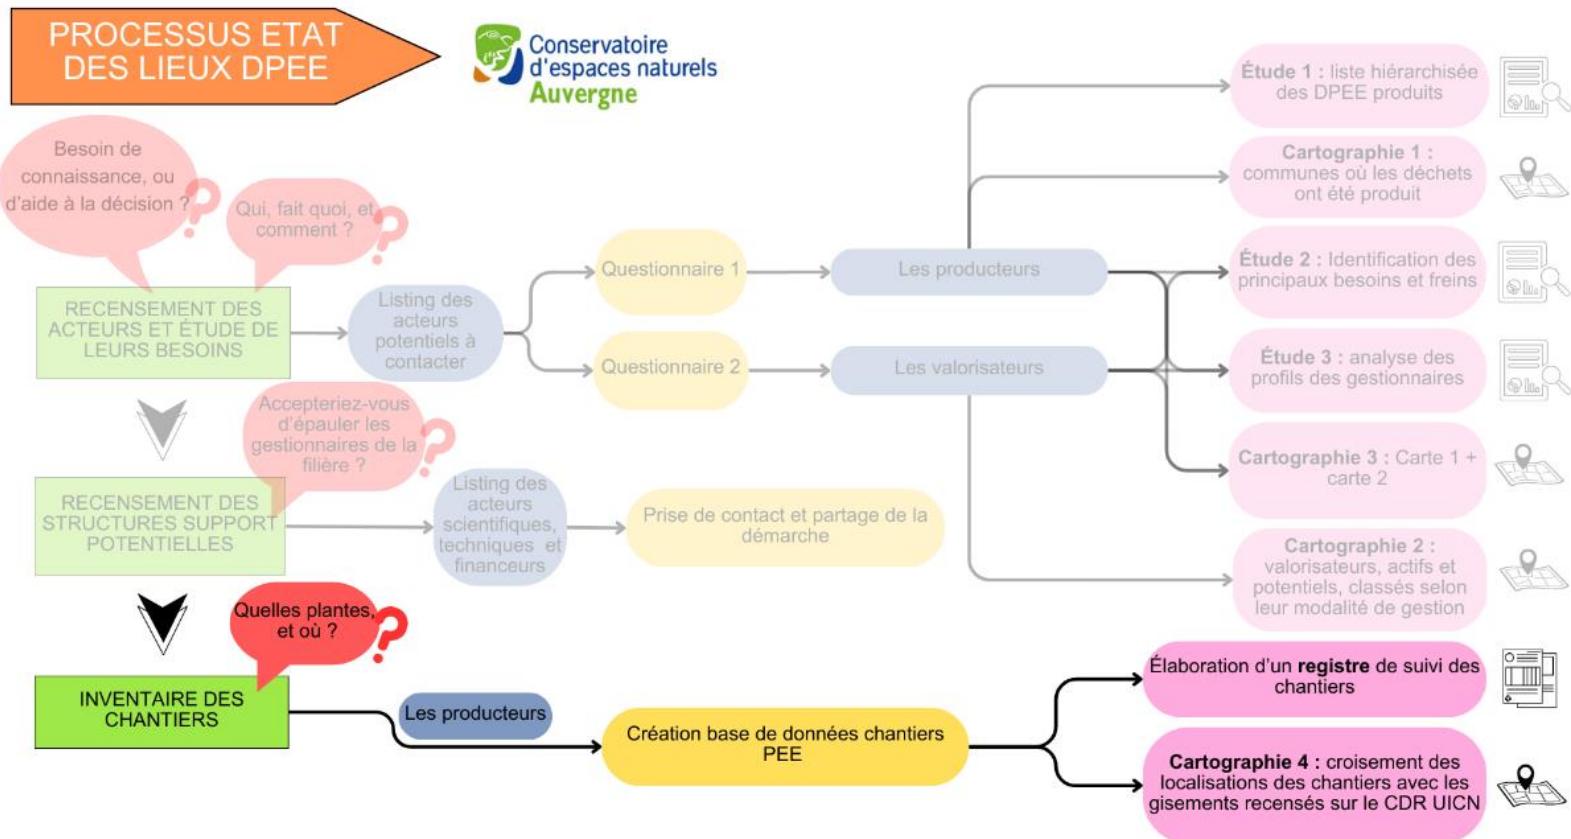 PROCESSUS ETAT
DES LIEUX DPEE
Conservatoire
d'espaces naturels
Auvergne
Besoin de
connaissance, ou
d'aide à la décision ?
Qui, fait quoi, et
comment ?
RECENSEMENT DES
ACTEURS ET ÉTUDE DE
LEURS BESOINS
Listing des
acteurs
potentiels à
contacter
Questionnaire 1
Questionnaire 2
Les producteurs
Les valorisateurs
Étude 1 : liste hiérarchisée
des DPEE produits
Cartographie 1 :
communes où les déchets
ont été produit
Étude 2 : Identification des
principaux besoins et freins
Étude 3 : analyse des
profils des gestionnaires
Cartographie 3 : Carte 1 +
carte 2
Cartographie 2 :
valorisateurs, actifs et
potentiels, classés selon
leur modalité de gestion
Accepteriez-vous
d'épauler les
gestionnaires de la
filière ?
RECENSEMENT DES
STRUCTURES SUPPORT
POTENTIELLES
Listing des
acteurs
scientifiques,
techniques et
financeurs
Prise de contact et partage de la
démarche
Quelles plantes,
et où ?
INVENTAIRE DES
CHANTIERS
Les producteurs
Création base de données chantiers
PEE
Élaboration d'un registre de suivi des
chantiers
Cartographie 4 : croisement des
localisations des chantiers avec les
gisements recensés sur le CDR UICN